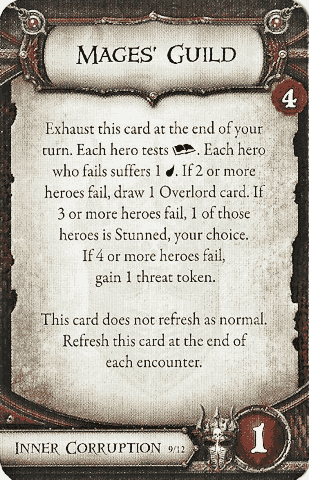 MAGES' GUILD
4
Exhaust this card at the end of your
turn. Each hero tests . Each hero
who fails suffers 1 . If 2 or more
heroes fail, draw 1 Overlord card. If
3 or more heroes fail, 1 of those
heroes is Stunned, your choice.
If 4 or more heroes fail,
gain 1 threat token.
This card does not refresh as normal.
Refresh this card at the end of
each encounter.
INNER CORRUPTION 9/12
1